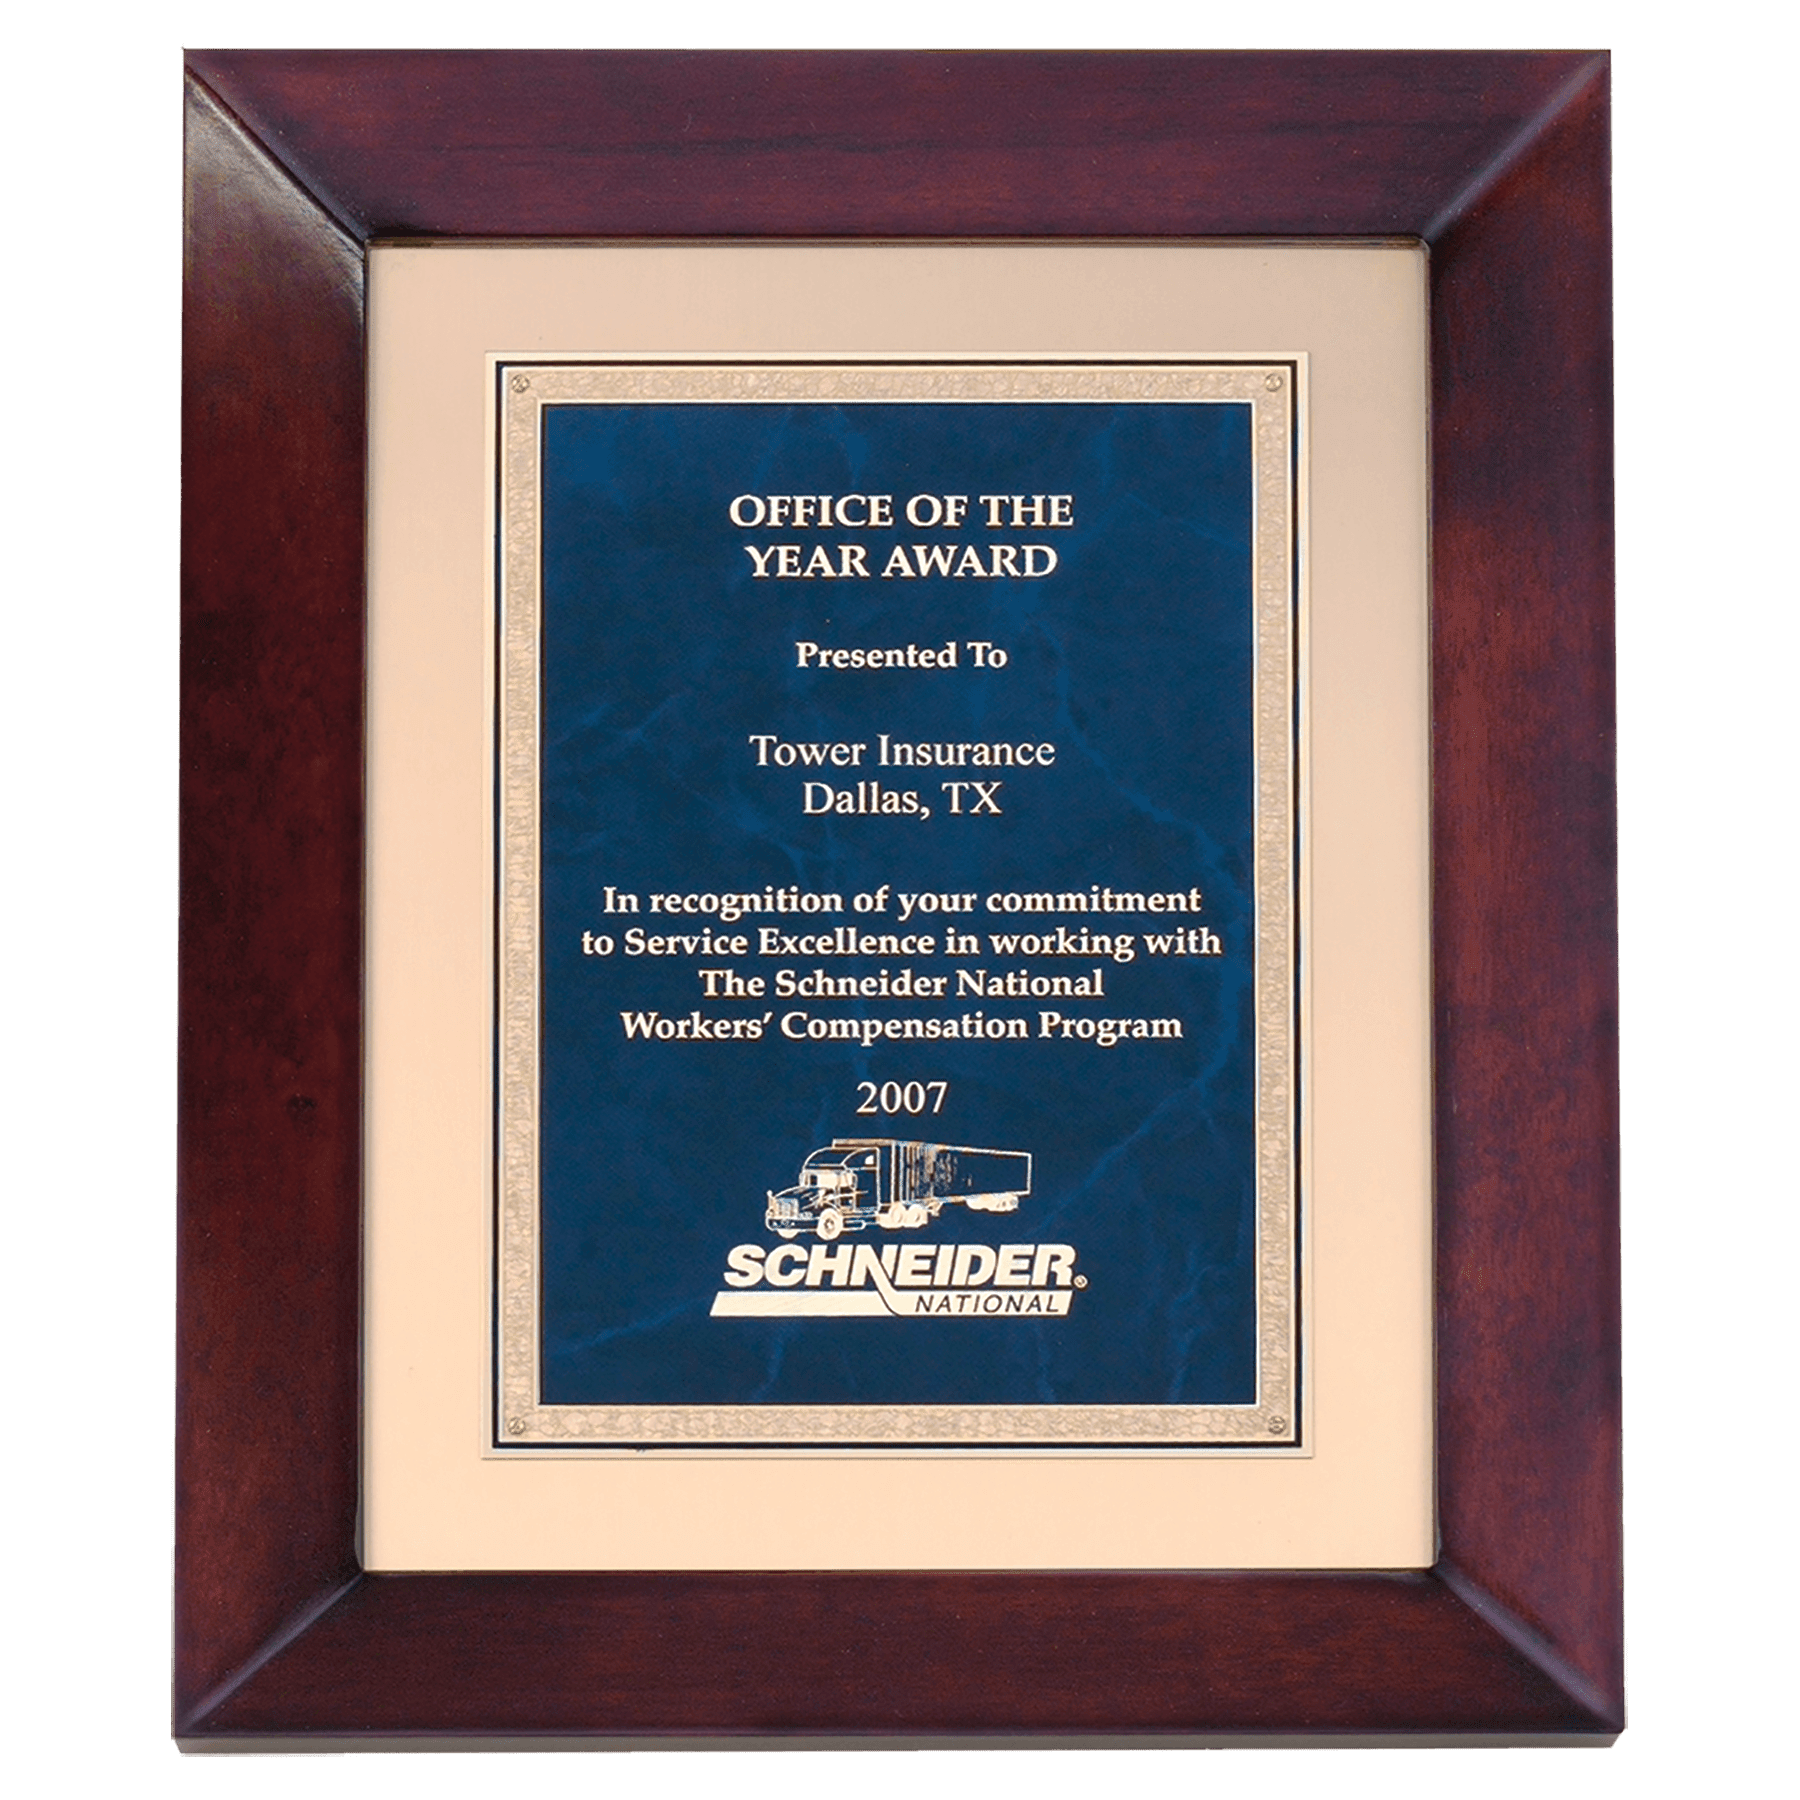 OFFICE OF THE
YEAR AWARD
Presented To
Tower Insurance
Dallas, TX
In recognition of your commitment
to Service Excellence in working with
The Schneider National
Workers' Compensation Program
2007
SCHNEIDER®
NATIONAL